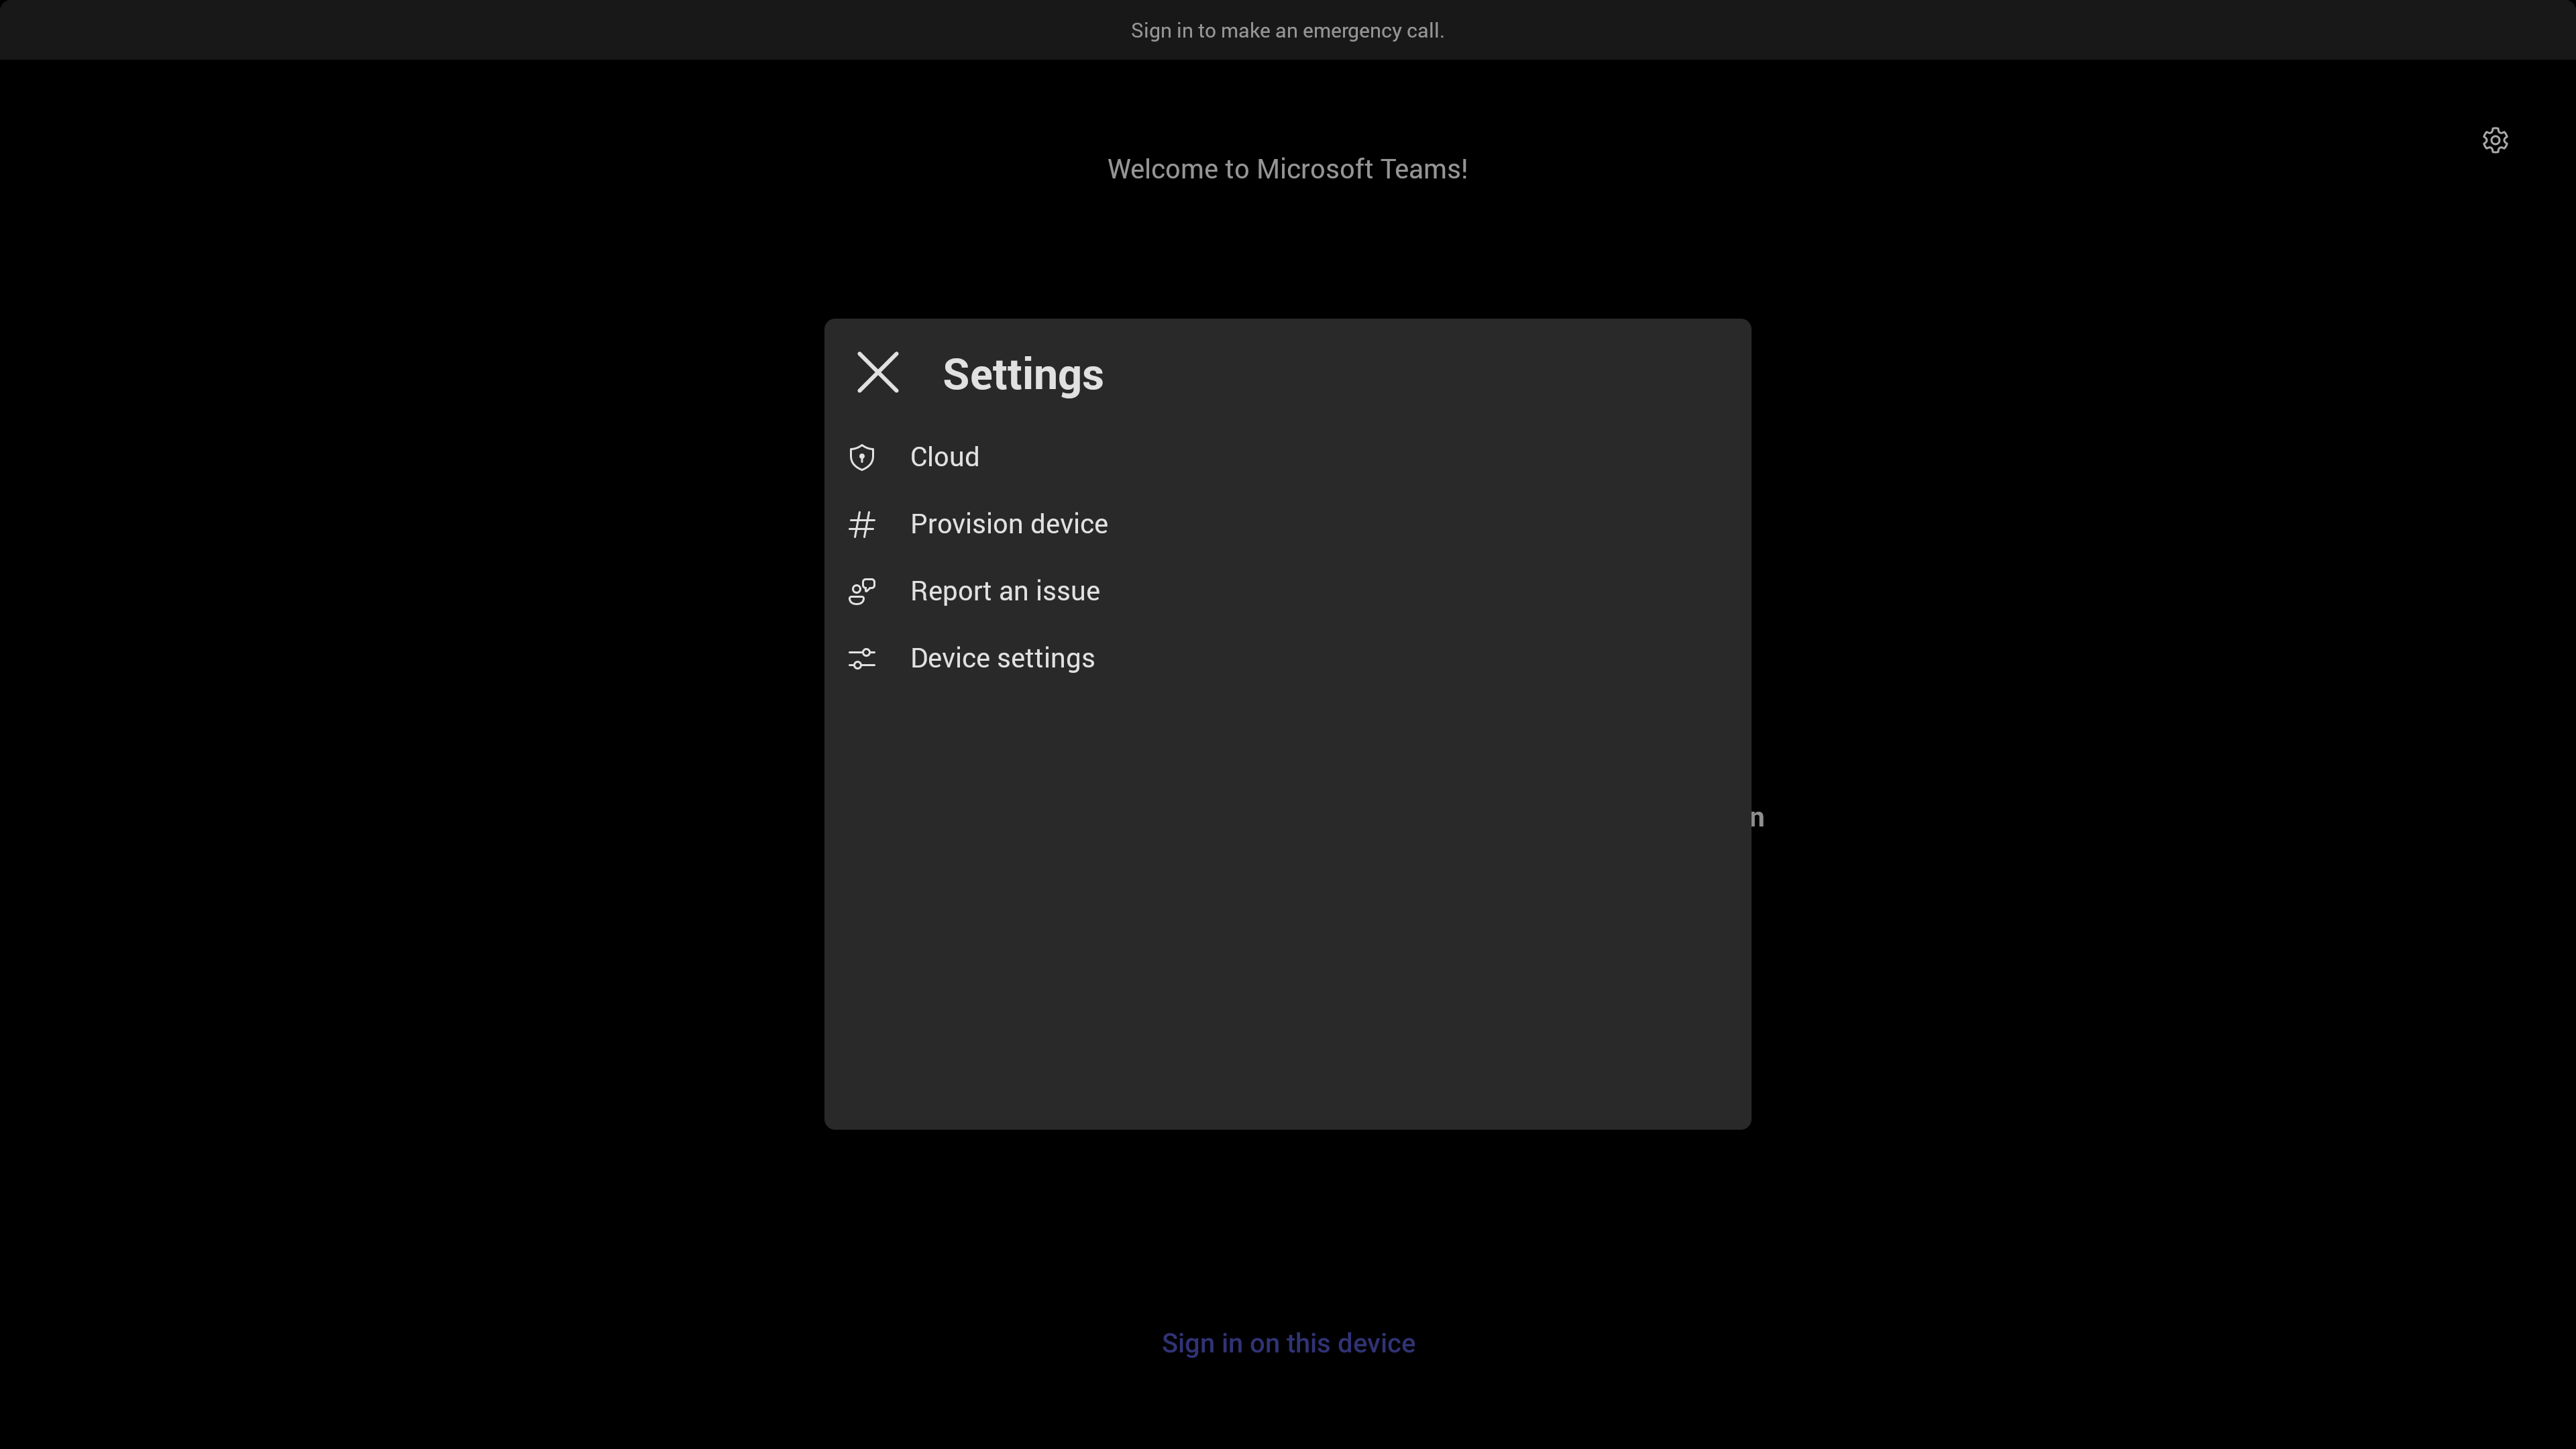 Sign in to make an emergency call.
Welcome to Microsoft Teams!
Settings
Cloud
Provision device
Report an issue
Device settings
Sign in on this device